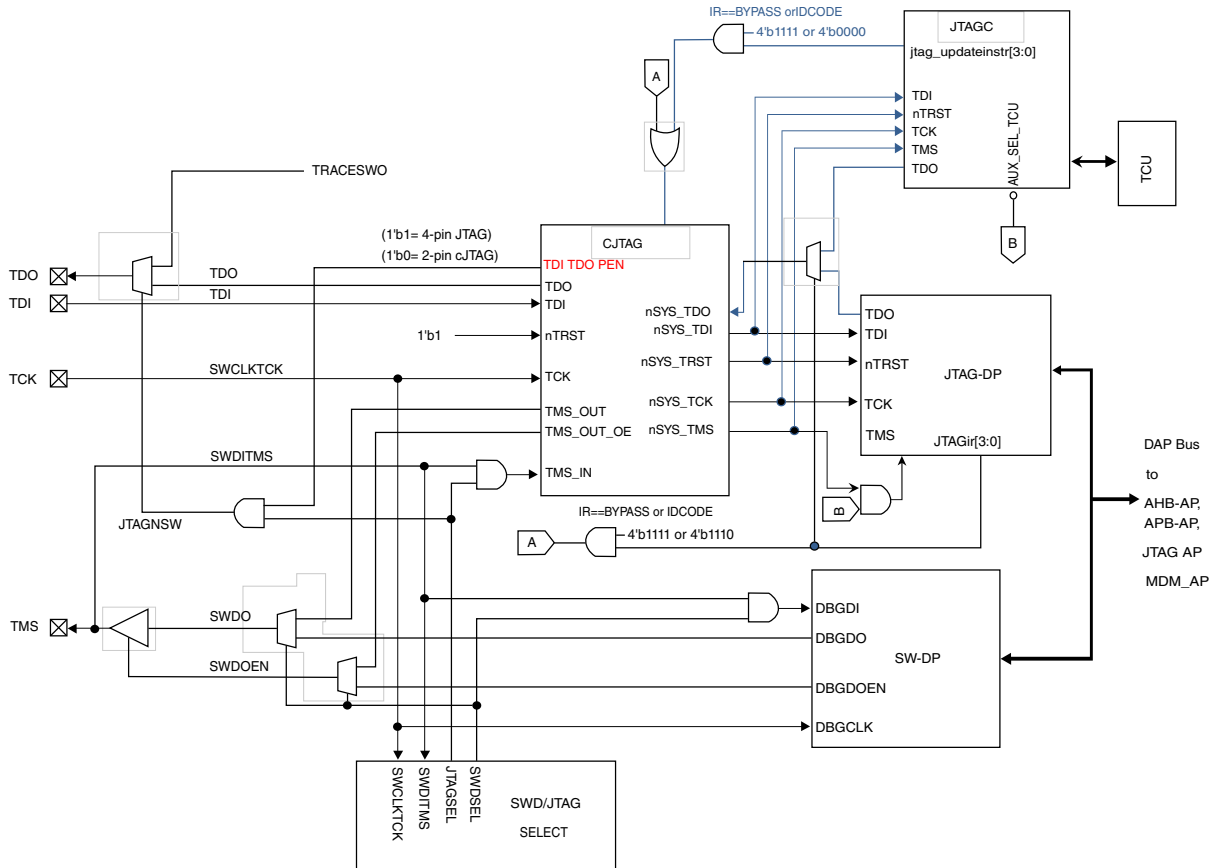 IR==BYPASS orIDCODE
4'b1111 or 4'b0000
JTAGC
jtag_updateinstr[3:0]
A
TDI
nTRST
TCK
TMS
TDO
AUX_SEL_TCU
TCU
B
TRACESWO
(1'b1= 4-pin JTAG)
(1'b0= 2-pin cJTAG)
CJTAG
TDI TDO PEN
TDO
TDO
TDO
TDI
TDI
TDI
1'b1
nTRST
TCK
SWCLKTCK
TCK
TMS_OUT
TMS_OUT_OE
SWDITMS
TMS_IN
nSYS_TDO
nSYS_TDI
nSYS_TRST
nSYS_TCK
nSYS_TMS
TDO
TDI
nTRST
JTAG-DP
TCK
TMS
JTAGir[3:0]
B
JTAGNSW
IR==BYPASS or IDCODE
A
4'b1111 or 4'b1110
DAP Bus
to
AHB-AP,
APB-AP,
JTAG AP
MDM_AP
TMS
SWDO
SWDOEN
DBGDI
DBGDO
SW-DP
DBGDOEN
DBGCLK
SWCLKTCK
SWDITMS
JTAGSEL
SWDSEL
SWD/JTAG
SELECT